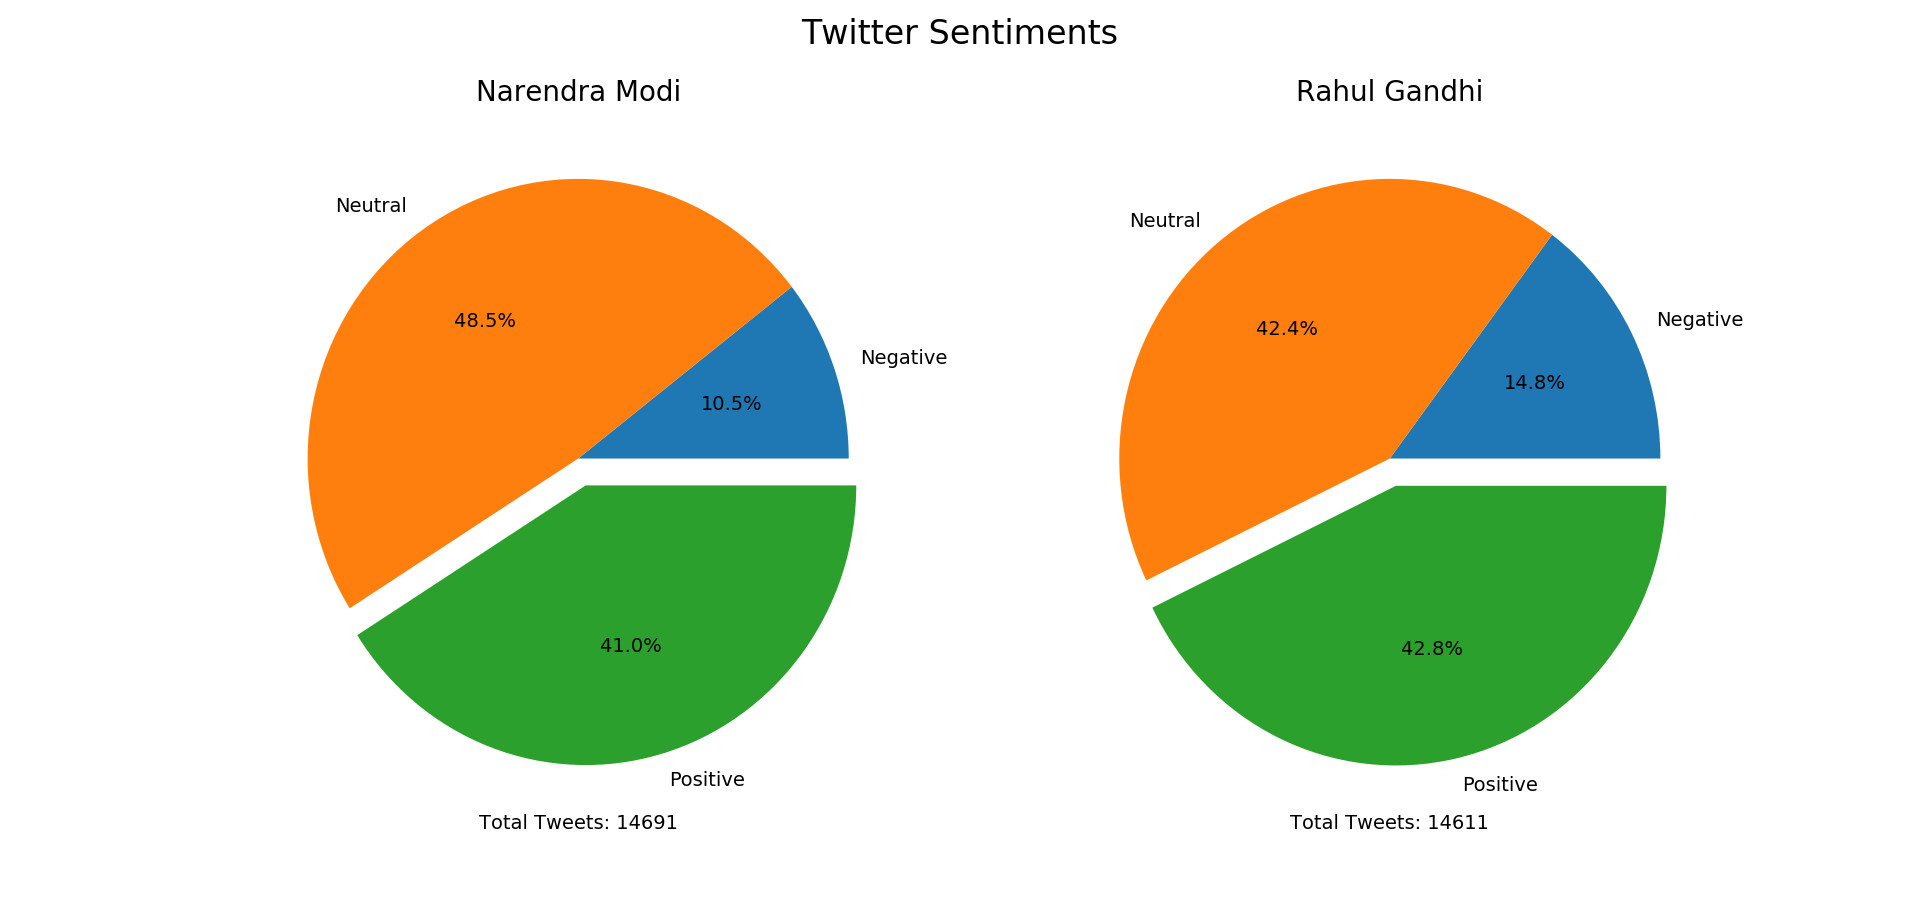 Twitter Sentiments
Narendra Modi
Neutral
48.5%
Negative
10.5%
41.0%
Positive
Total Tweets: 14691
Rahul Gandhi
Neutral
42.4%
Negative
14.8%
42.8%
Positive
Total Tweets: 14611